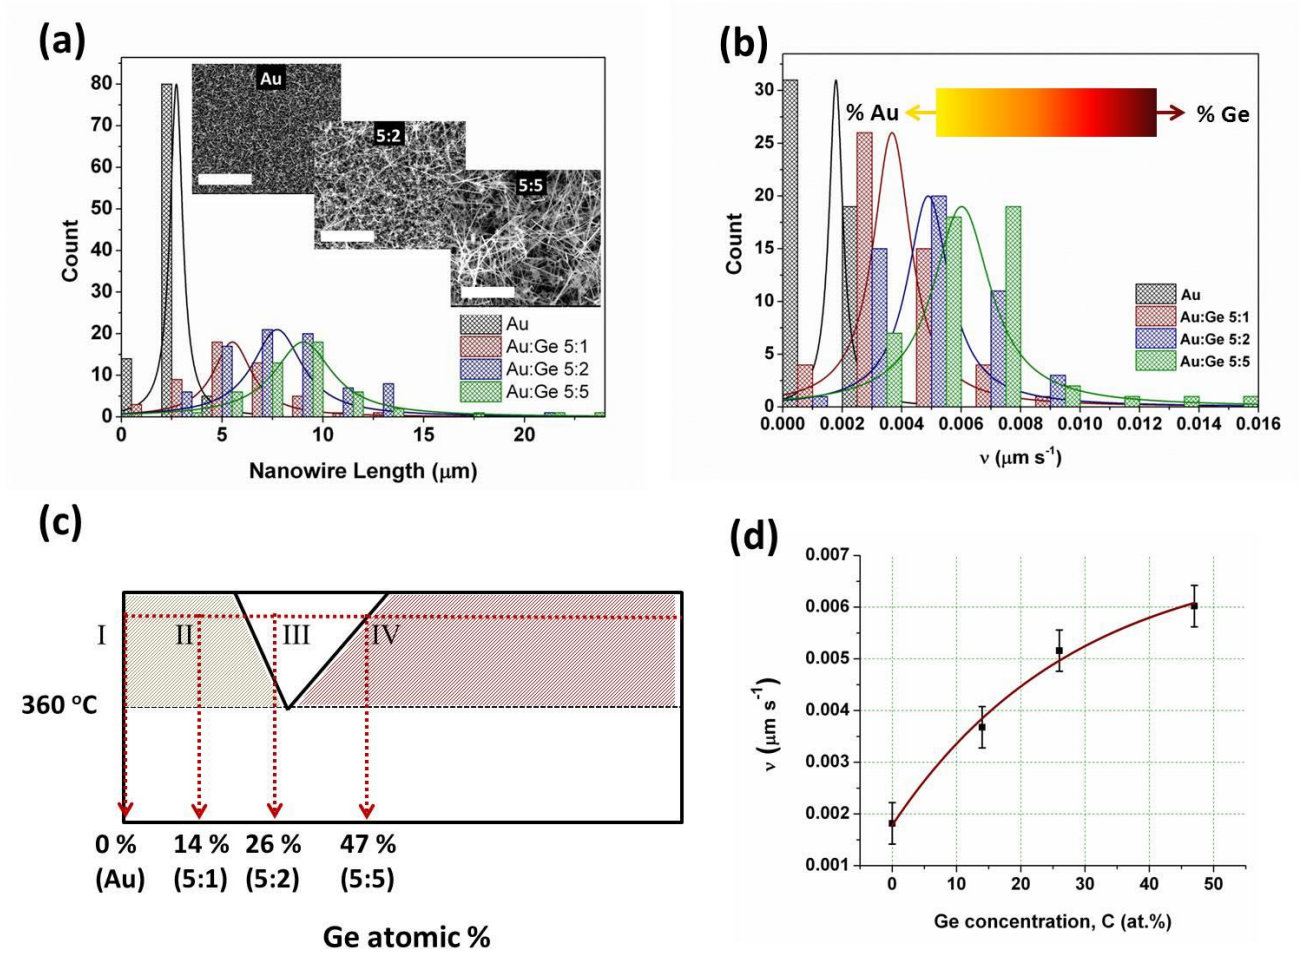 (a)
80
70
60
50
40
30
20
10
0
Count
Au
5:2
5:5
Au
Au:Ge 5:1
Au:Ge 5:2
Au:Ge 5:5
0 5 10 15 20
Nanowire Length (μm)
(b)
30
25
20
15
10
5
0
Count
% Au
% Ge
Au
Au:Ge 5:1
Au:Ge 5:2
Au:Ge 5:5
0.000 0.002 0.004 0.006 0.008 0.010 0.012 0.014 0.016
ν (μm s⁻¹)
(c)
I II III IV
360 °C
0 % 14 % 26 % 47 %
(Au) (5:1) (5:2) (5:5)
Ge atomic %
(d)
0.007
0.006
0.005
0.004
0.003
0.002
0.001
ν (μm s⁻¹)
0 10 20 30 40 50
Ge concentration, C (at.%)